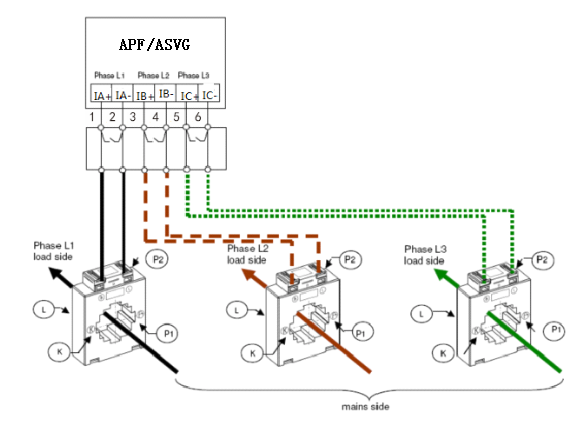 APF/ASVG
Phase L1 Phase L2 Phase L3
IA+ IA- IB+ IB- IC+ IC-
1 2 3 4 5 6
Phase L1
load side
P2
L
K
P1
Phase L2
load side
P2
L
K
P1
Phase L3
load side
P2
L
K
P1
mains side